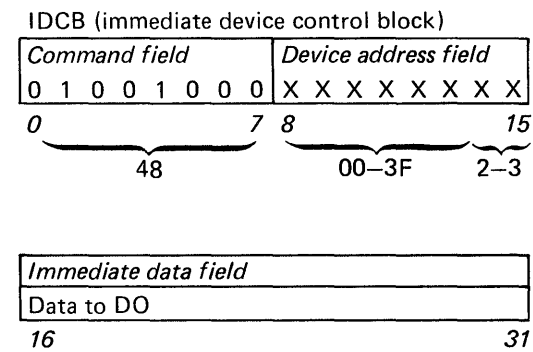 IDCB (immediate device control block)
Command field Device address field
0 1 0 0 1 0 0 0 X X X X X X X X
0 7 8 15
48 00–3F 2–3
Immediate data field
Data to DO
16 31